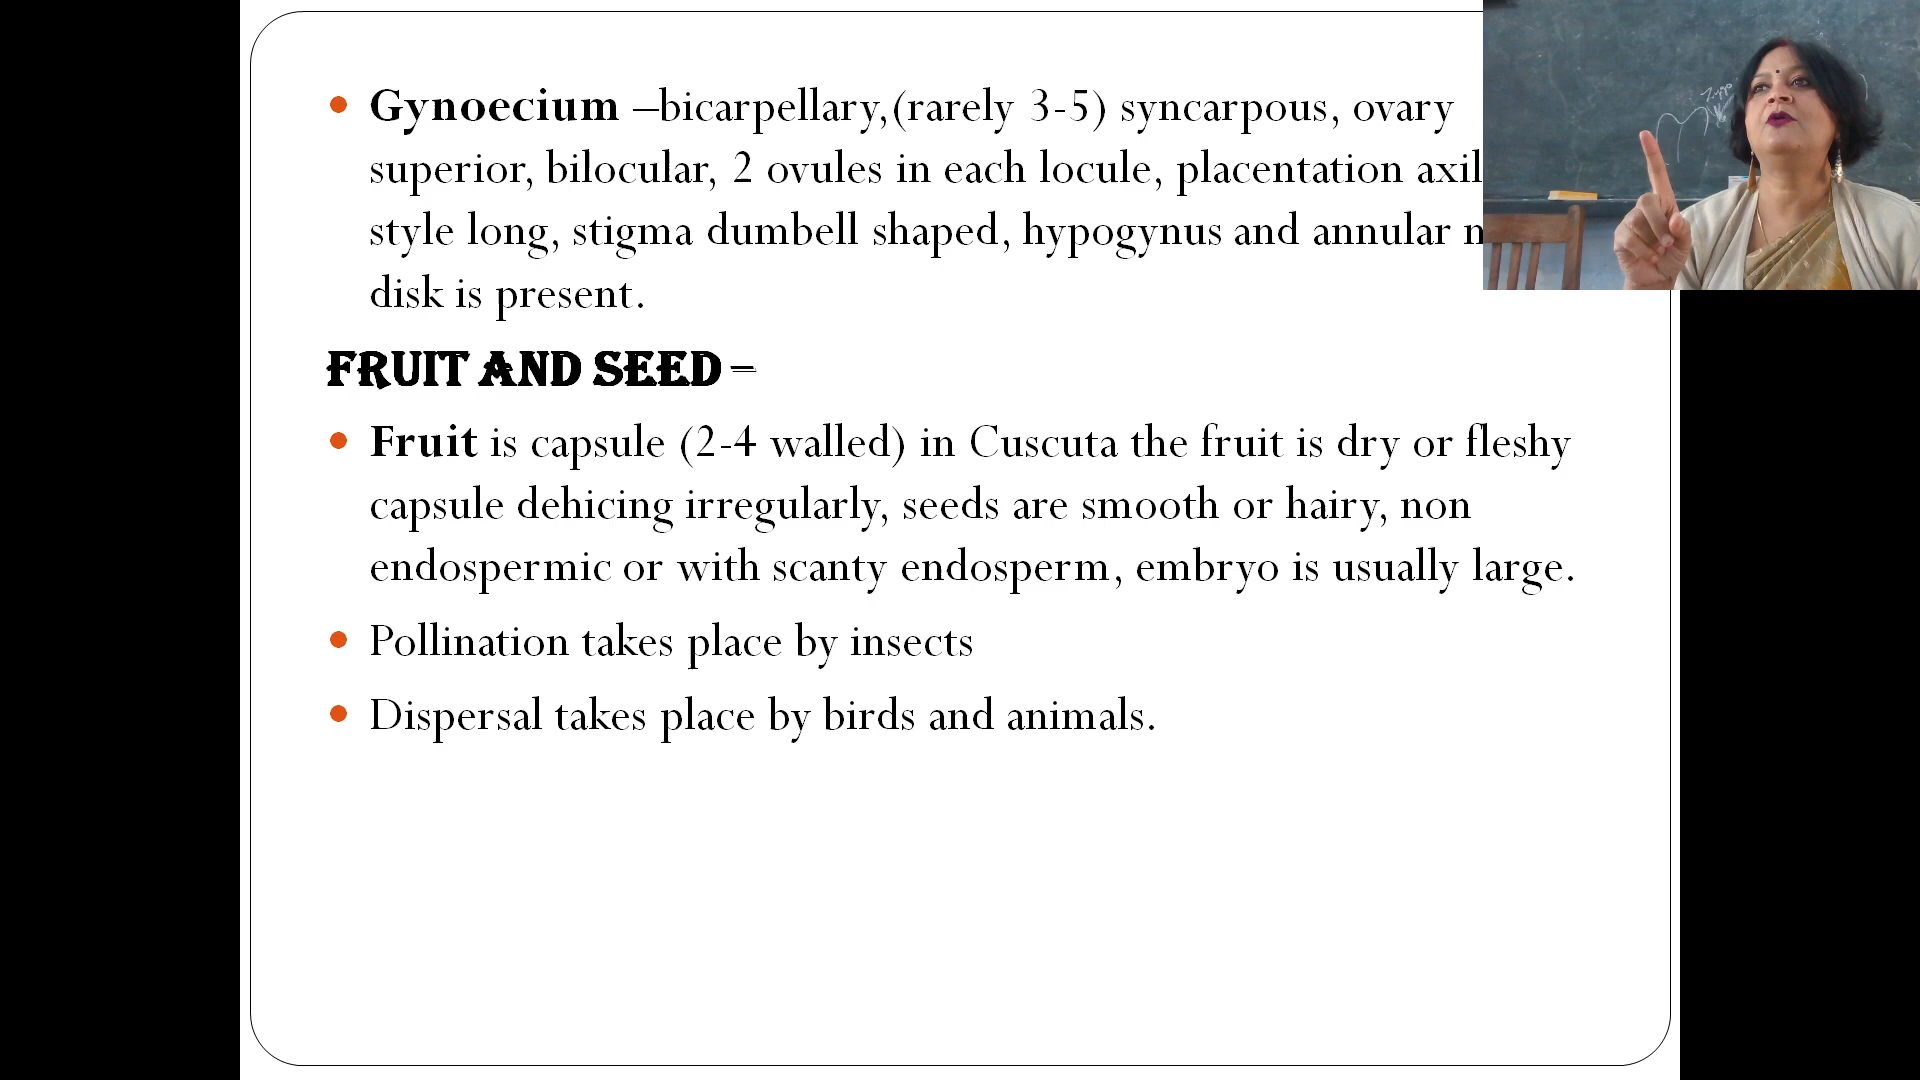 Gynoecium –bicarpellary,(rarely 3-5) syncarpous, ovary
superior, bilocular, 2 ovules in each locule, placentation
style long, stigma dumbell shaped, hypogynus and annular
disk is present.
FRUIT AND SEED –
Fruit is capsule (2-4 walled) in Cuscuta the fruit is dry or fleshy
capsule dehicing irregularly, seeds are smooth or hairy, non
endospermic or with scanty endosperm, embryo is usually large.
Pollination takes place by insects
Dispersal takes place by birds and animals.